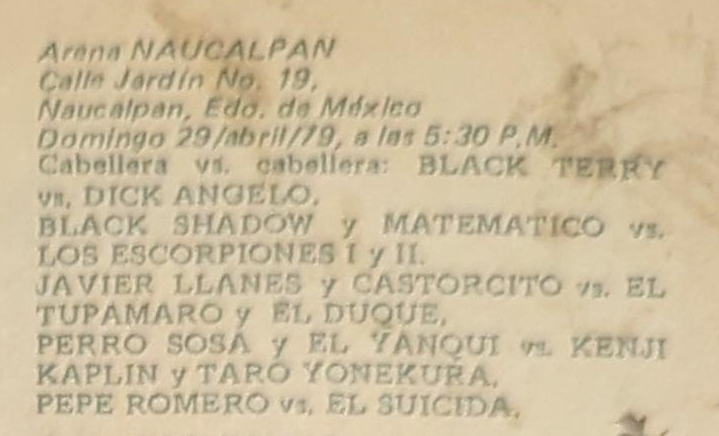 Arena NAUCALPAN
Calle Jardín No. 19,
Naucalpan, Edo. de México
Domingo 29/abril/79, a las 5:30 P.M.
Cabellera vs. cabellera: BLACK TERRY
vs. DICK ANGELO.
BLACK SHADOW y MATEMATICO vs.
LOS ESCORPIONES I y II.
JAVIER LLANES y CASTORCITO vs. EL
TUPAMARO y EL DUQUE.
PERRO SOSA y EL YANQUI vs. KENJI
KAPLIN y TARO YONEKURA.
PEPE ROMERO vs. EL SUICIDA.